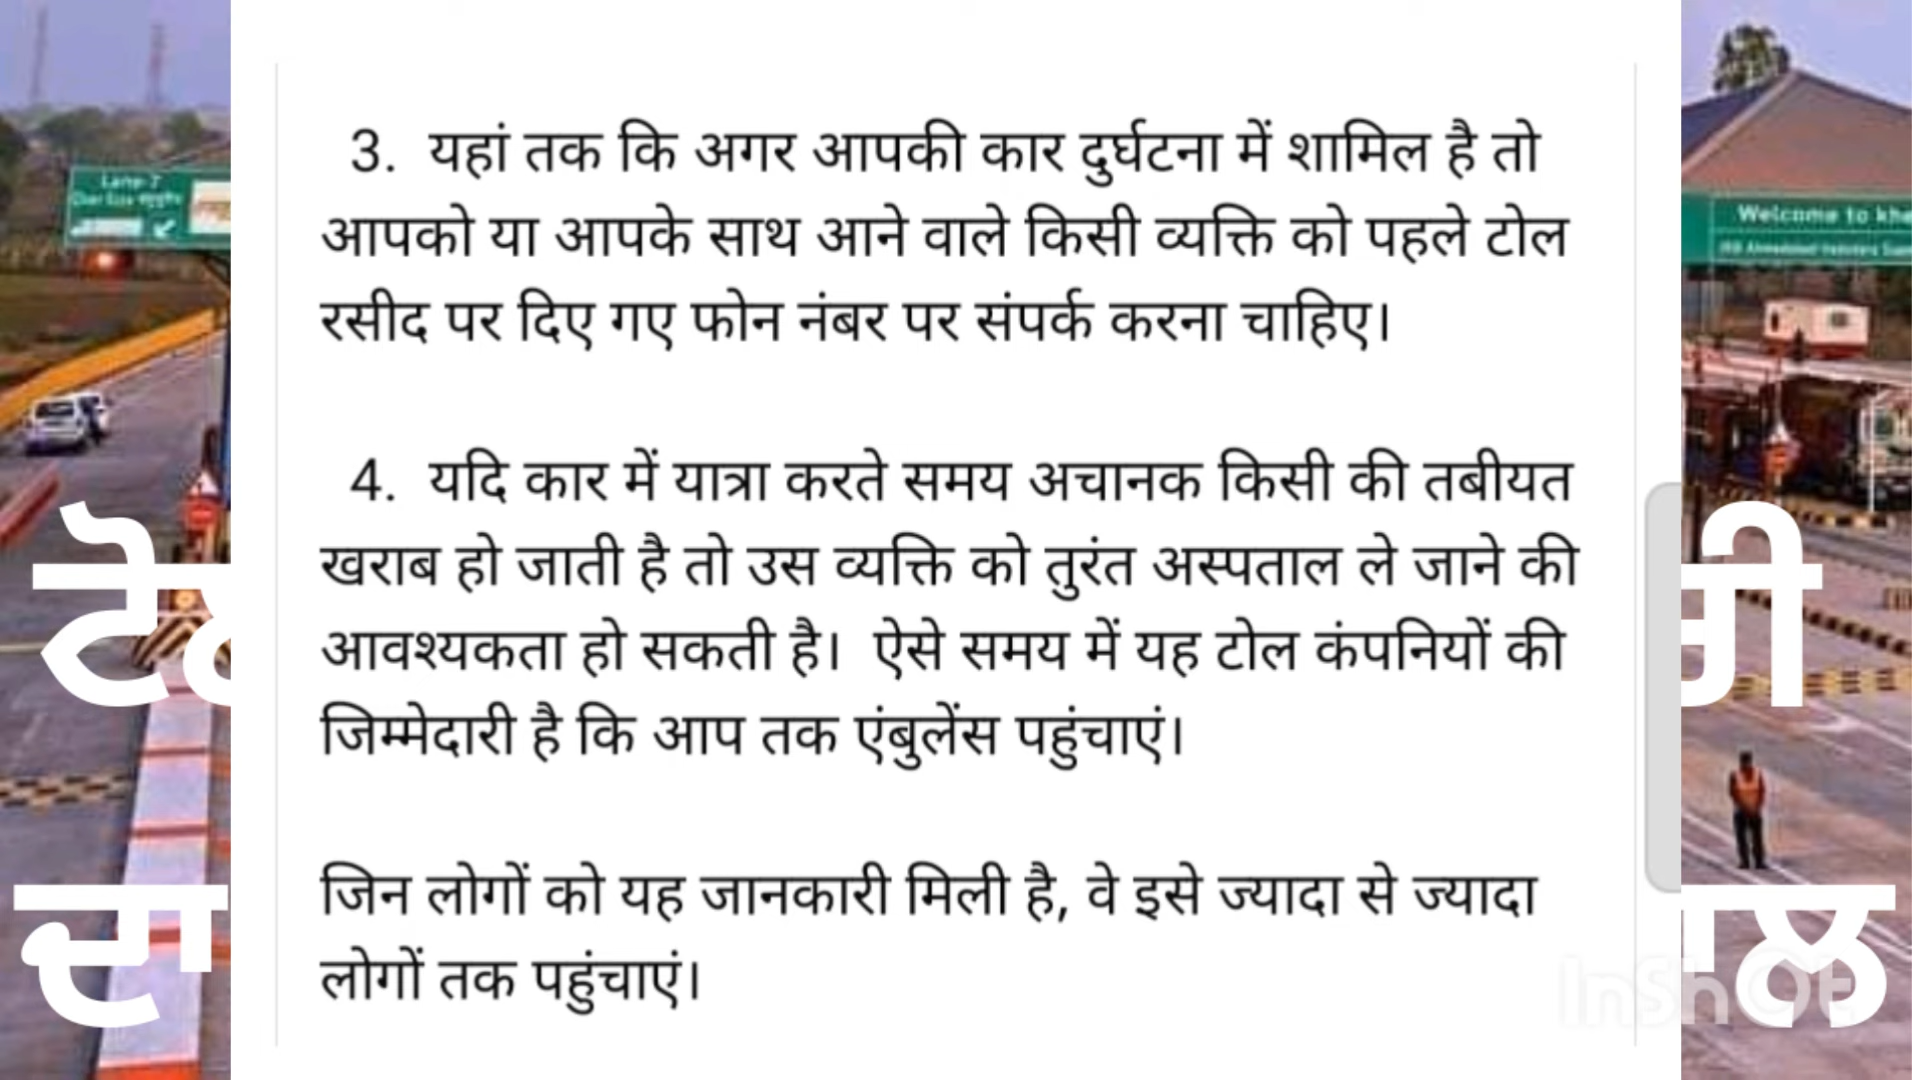 3. यहां तक कि अगर आपकी कार दुर्घटना में शामिल है तो
आपको या आपके साथ आने वाले किसी व्यक्ति को पहले टोल
रसीद पर दिए गए फोन नंबर पर संपर्क करना चाहिए।
4. यदि कार में यात्रा करते समय अचानक किसी की तबीयत
खराब हो जाती है तो उस व्यक्ति को तुरंत अस्पताल ले जाने की
आवश्यकता हो सकती है। ऐसे समय में यह टोल कंपनियों की
जिम्मेदारी है कि आप तक एंबुलेंस पहुंचाएं।
जिन लोगों को यह जानकारी मिली है, वे इसे ज्यादा से ज्यादा
लोगों तक पहुंचाएं।
Lane-7
Welcome to
ਦਾ
InShOt